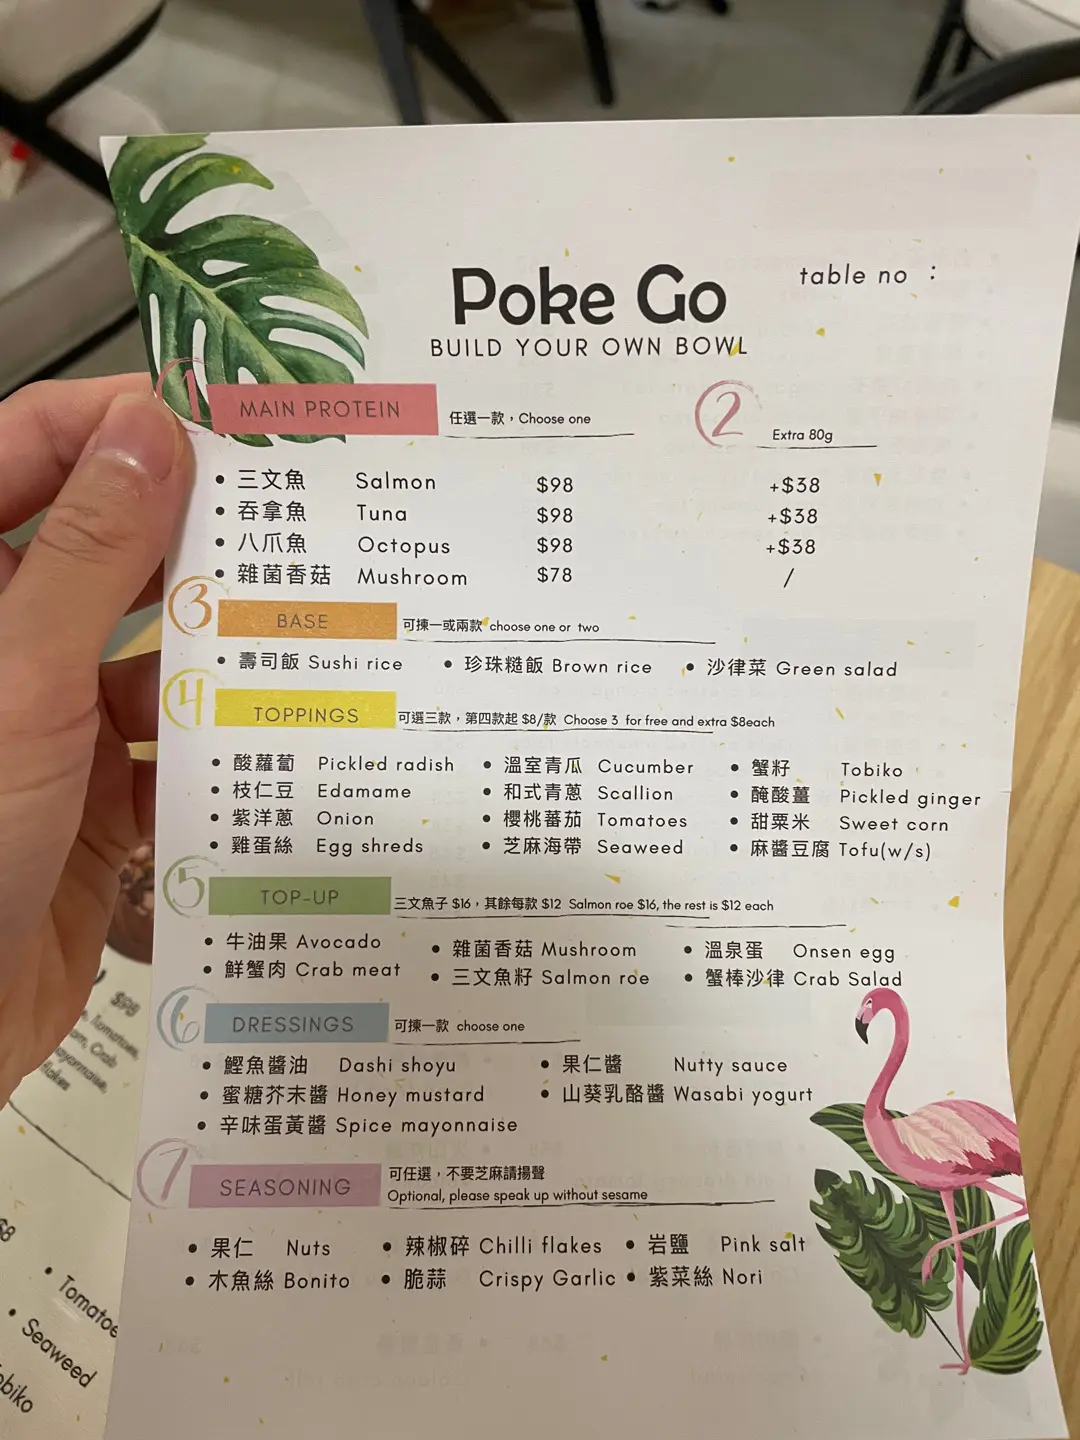 Poke Go
table no :
BUILD YOUR OWN BOWL
1 MAIN PROTEIN 任選一款，Choose one
2 Extra 80g
• 三文魚 Salmon $98 +$38
• 吞拿魚 Tuna $98 +$38
• 八爪魚 Octopus $98 +$38
• 雜菌香菇 Mushroom $78 /
3 BASE 可揀一或兩款 choose one or two
• 壽司飯 Sushi rice • 珍珠糙飯 Brown rice • 沙律菜 Green salad
4 TOPPINGS 可選三款，第四款起 $8/款 Choose 3 for free and extra $8each
• 酸蘿蔔 Pickled radish • 溫室青瓜 Cucumber • 蟹籽 Tobiko
• 枝仁豆 Edamame • 和式青蔥 Scallion • 醃酸薑 Pickled ginger
• 紫洋蔥 Onion • 櫻桃蕃茄 Tomatoes • 甜粟米 Sweet corn
• 雞蛋絲 Egg shreds • 芝麻海帶 Seaweed • 麻醬豆腐 Tofu(w/s)
5 TOP-UP 三文魚子 $16，其餘每款 $12 Salmon roe $16, the rest is $12 each
• 牛油果 Avocado • 雜菌香菇 Mushroom • 溫泉蛋 Onsen egg
• 鮮蟹肉 Crab meat • 三文魚籽 Salmon roe • 蟹棒沙律 Crab Salad
6 DRESSINGS 可揀一款 choose one
• 鰹魚醬油 Dashi shoyu • 果仁醬 Nutty sauce
• 蜜糖芥末醬 Honey mustard • 山葵乳酪醬 Wasabi yogurt
• 辛味蛋黃醬 Spice mayonnaise
7 SEASONING 可任選，不要芝麻請揚聲
Optional, please speak up without sesame
• 果仁 Nuts • 辣椒碎 Chilli flakes • 岩鹽 Pink salt
• 木魚絲 Bonito • 脆蒜 Crispy Garlic • 紫菜絲 Nori
$98
Tomatoes,
Crab
mayonnaise,
flakes
$8
• Tomatoe
• Seaweed
obiko